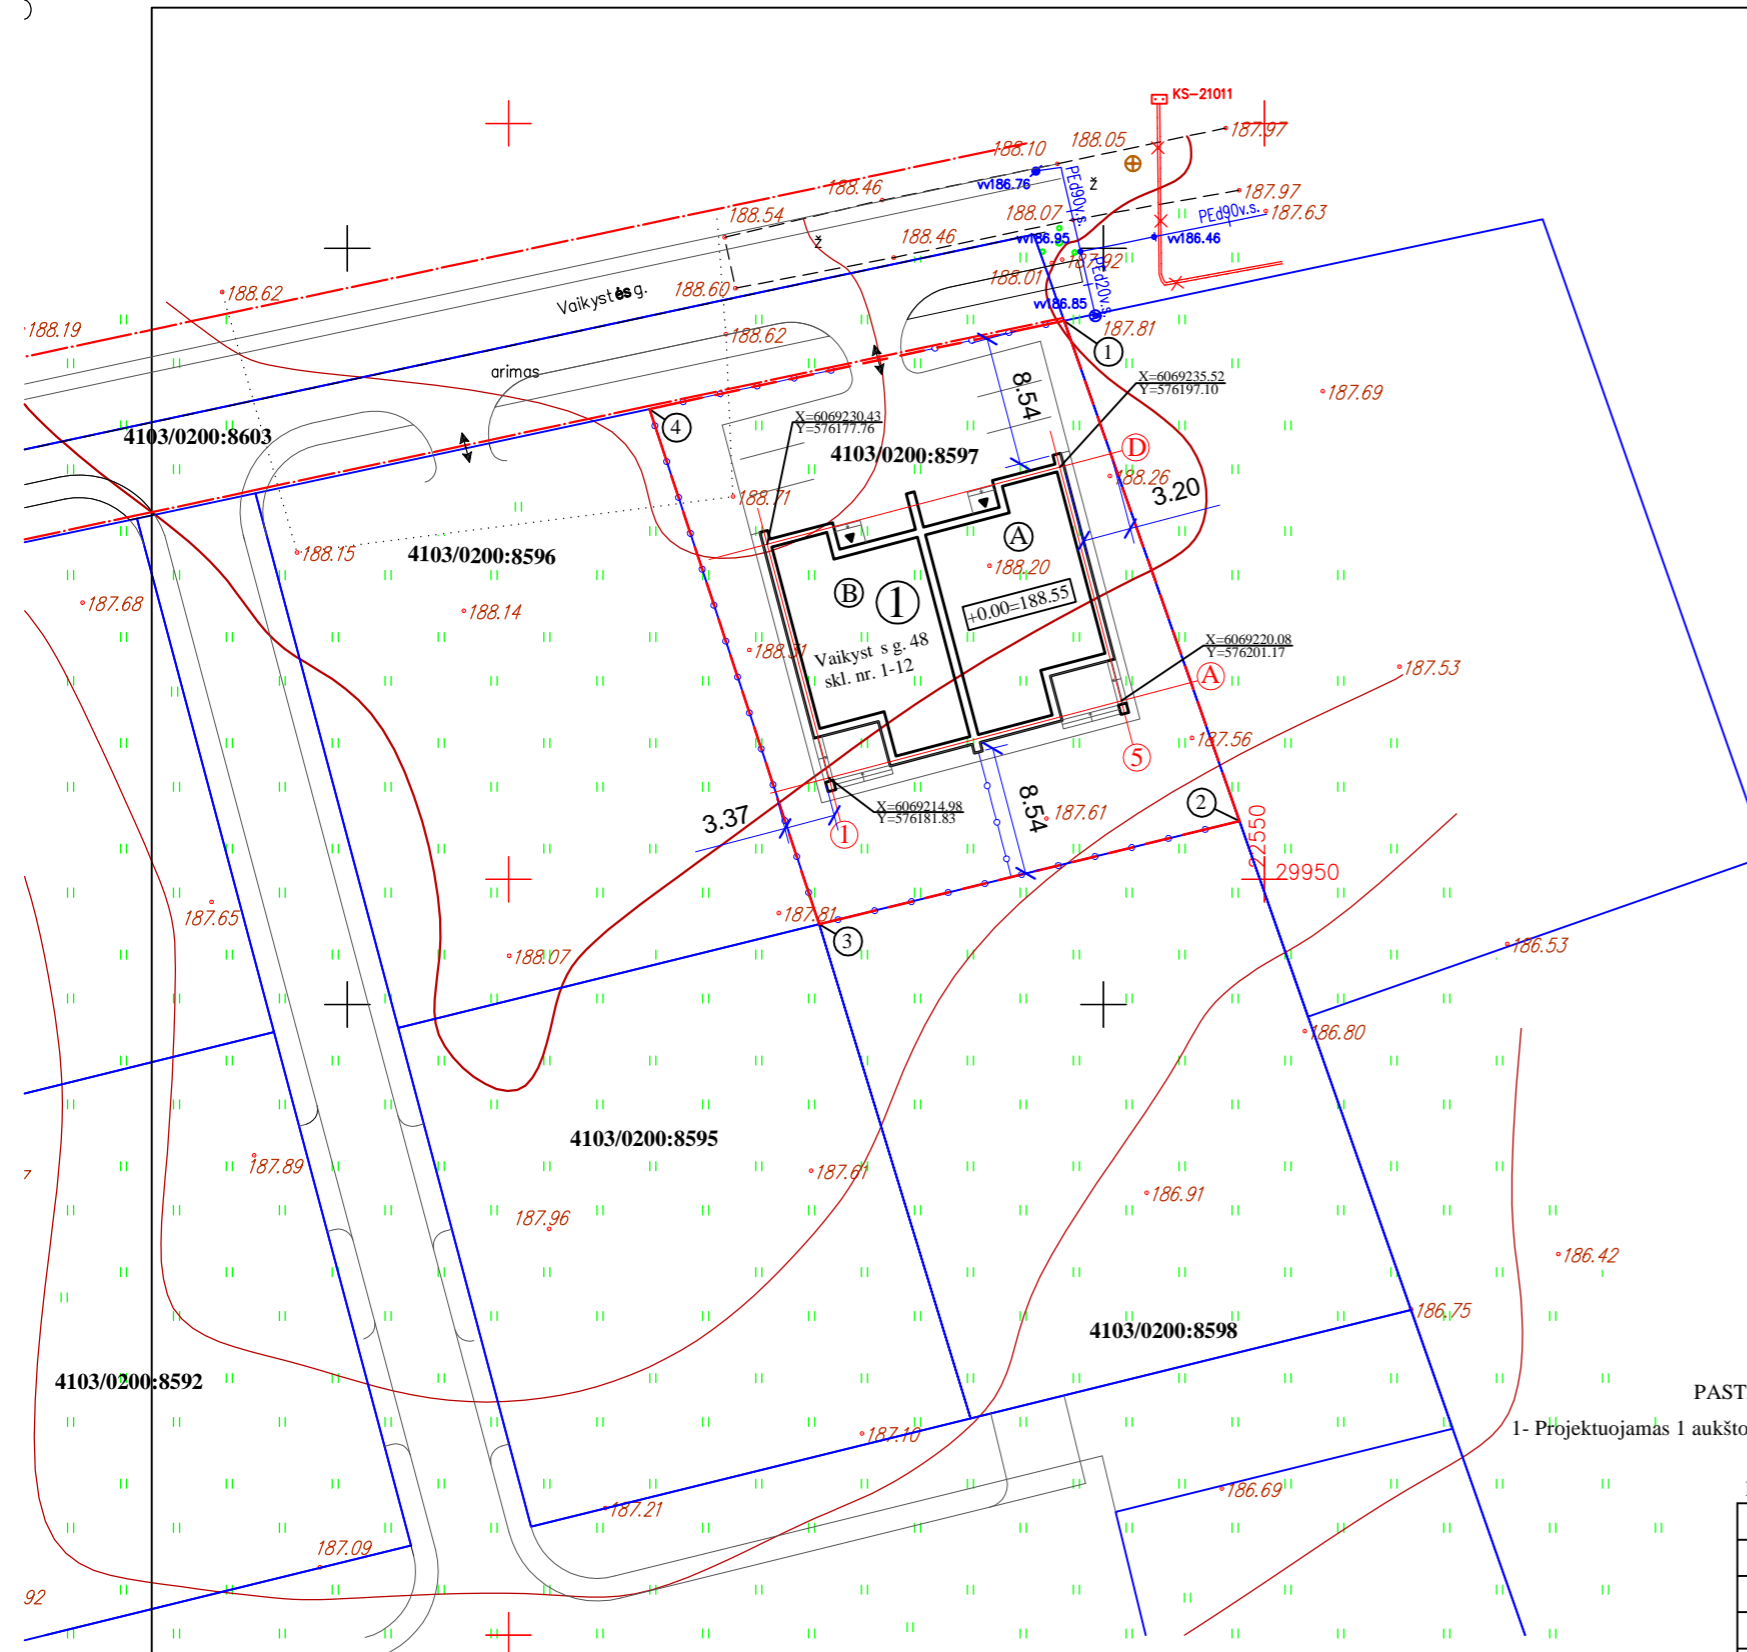 KS-21011
187.97
188.05
188.10
ž
vv186.76
PEd90v.s.
188.46
187.97
188.54
188.07
PEd90v.s.
187.63
ž
188.46
vv186.95
vv186.46
187.92
188.01
PEd20v.s.
188.62
Vaikystės g.
188.60
vv186.85
188.19
188.62
187.81
1
arimas
8.54
X=6069235.52
Y=576197.10
187.69
4103/0200:8603
4
X=6069230.43
Y=576177.76
4103/0200:8597
D
188.26
3.20
188.71
188.15
4103/0200:8596
A
188.20
B
1
+0.00=188.55
187.68
188.14
188.31
Vaikyst s g. 48
skl. nr. 1-12
X=6069220.08
Y=576201.17
187.53
A
187.56
5
3.37
X=6069214.98
Y=576181.83
1
8.54
187.61
2
22550
29950
187.65
187.81
3
188.07
186.53
186.80
4103/0200:8595
187.89
187.61
186.91
187.96
186.42
186.75
4103/0200:8598
4103/0200:8592
PAST
187.10
1- Projektuojamas 1 aukšto
186.69
187.21
187.09
92